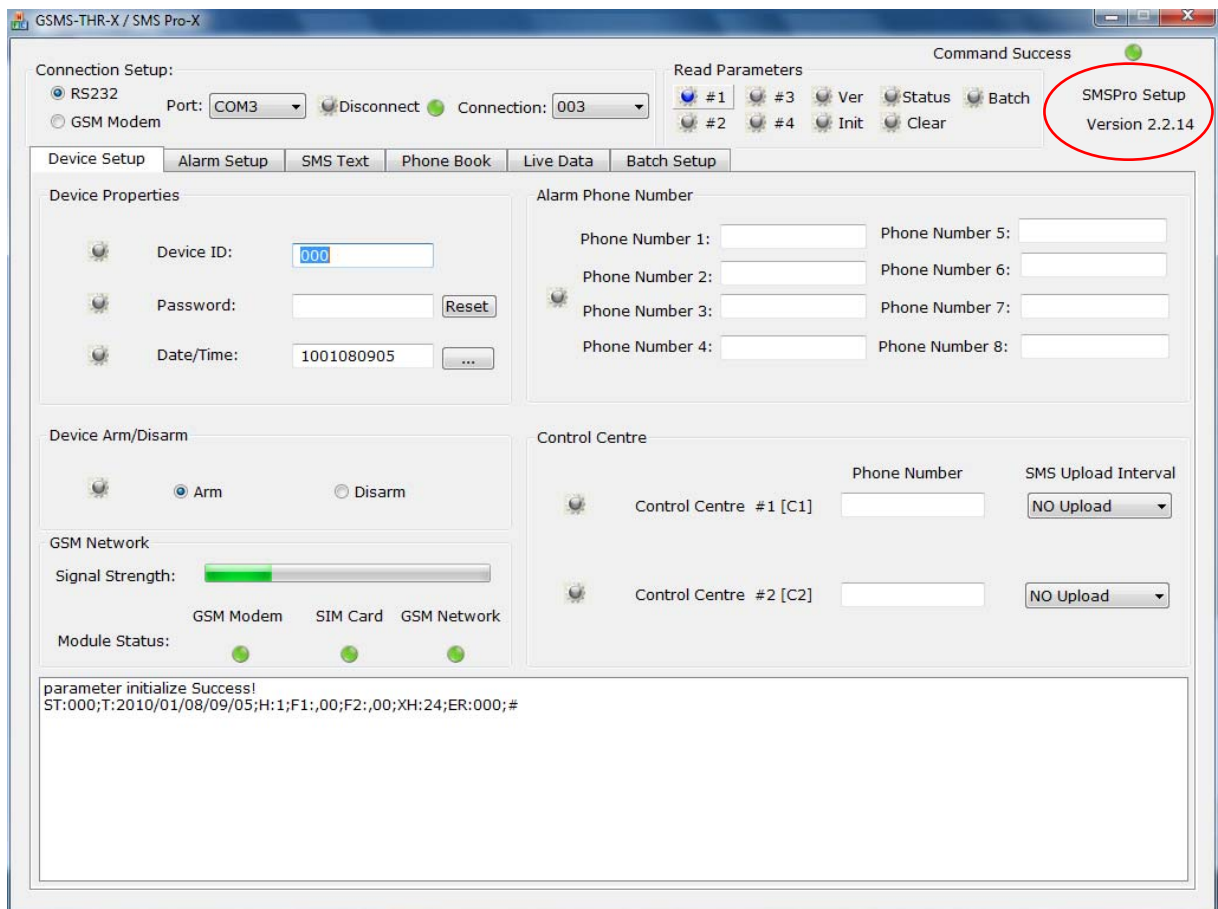 GSMS-THR-X / SMS Pro-X
Command Success
Connection Setup:
RS232
GSM Modem
Port: COM3
Disconnect
Connection: 003
Read Parameters
#1 #3 Ver Status Batch
#2 #4 Init Clear
SMSPro Setup
Version 2.2.14
Device Setup Alarm Setup SMS Text Phone Book Live Data Batch Setup
Device Properties
Device ID: 000
Password: Reset
Date/Time: 1001080905 ...
Alarm Phone Number
Phone Number 1: Phone Number 5:
Phone Number 2: Phone Number 6:
Phone Number 3: Phone Number 7:
Phone Number 4: Phone Number 8:
Device Arm/Disarm
Arm Disarm
GSM Network
Signal Strength:
GSM Modem SIM Card GSM Network
Module Status:
Control Centre
Phone Number SMS Upload Interval
Control Centre #1 [C1] NO Upload
Control Centre #2 [C2] NO Upload
parameter initialize Success!
ST:000;T:2010/01/08/09/05;H:1;F1:,00;F2:,00;XH:24;ER:000;#